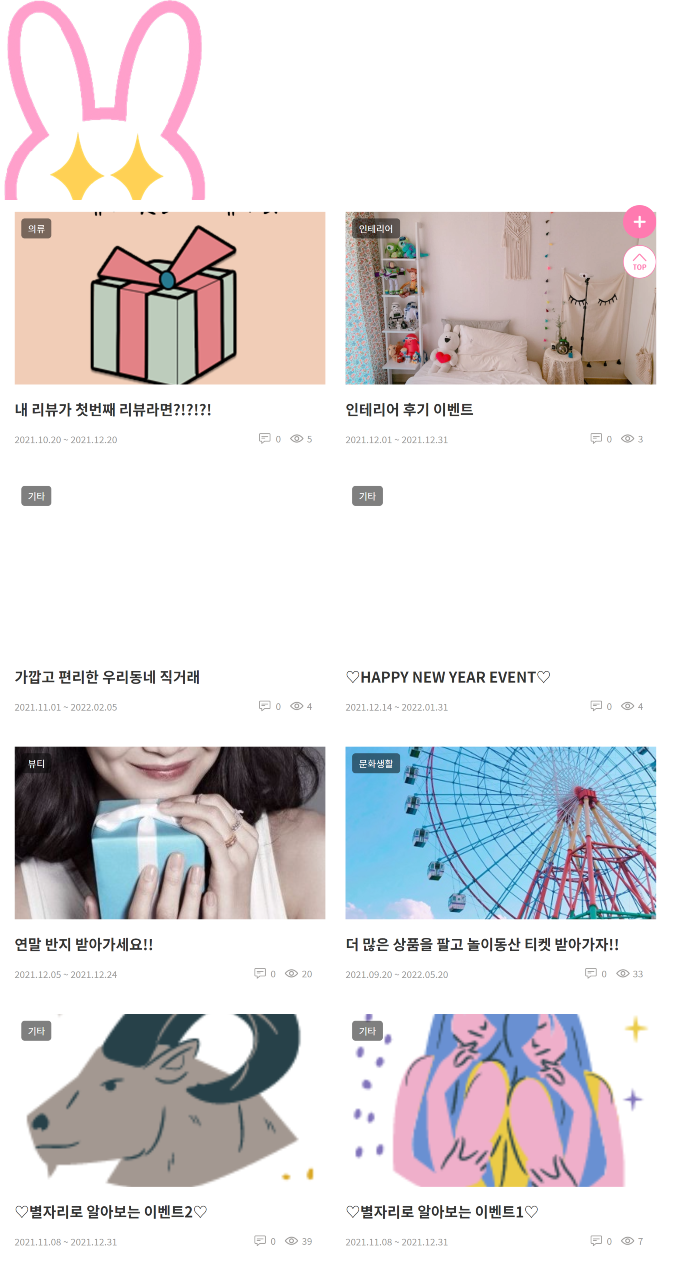 의류
인테리어
TOP
내 리뷰가 첫번째 리뷰라면?!?!?!
인테리어 후기 이벤트
2021.10.20 ~ 2021.12.20 0 5
2021.12.01 ~ 2021.12.31 0 3
기타
기타
가깝고 편리한 우리동네 직거래
♡HAPPY NEW YEAR EVENT♡
2021.11.01 ~ 2022.02.05 0 4
2021.12.14 ~ 2022.01.31 0 4
뷰티
문화생활
연말 반지 받아가세요!!
더 많은 상품을 팔고 놀이동산 티켓 받아가자!!
2021.12.05 ~ 2021.12.24 0 20
2021.09.20 ~ 2022.05.20 0 33
기타
기타
♡별자리로 알아보는 이벤트2♡
♡별자리로 알아보는 이벤트1♡
2021.11.08 ~ 2021.12.31 0 39
2021.11.08 ~ 2021.12.31 0 7